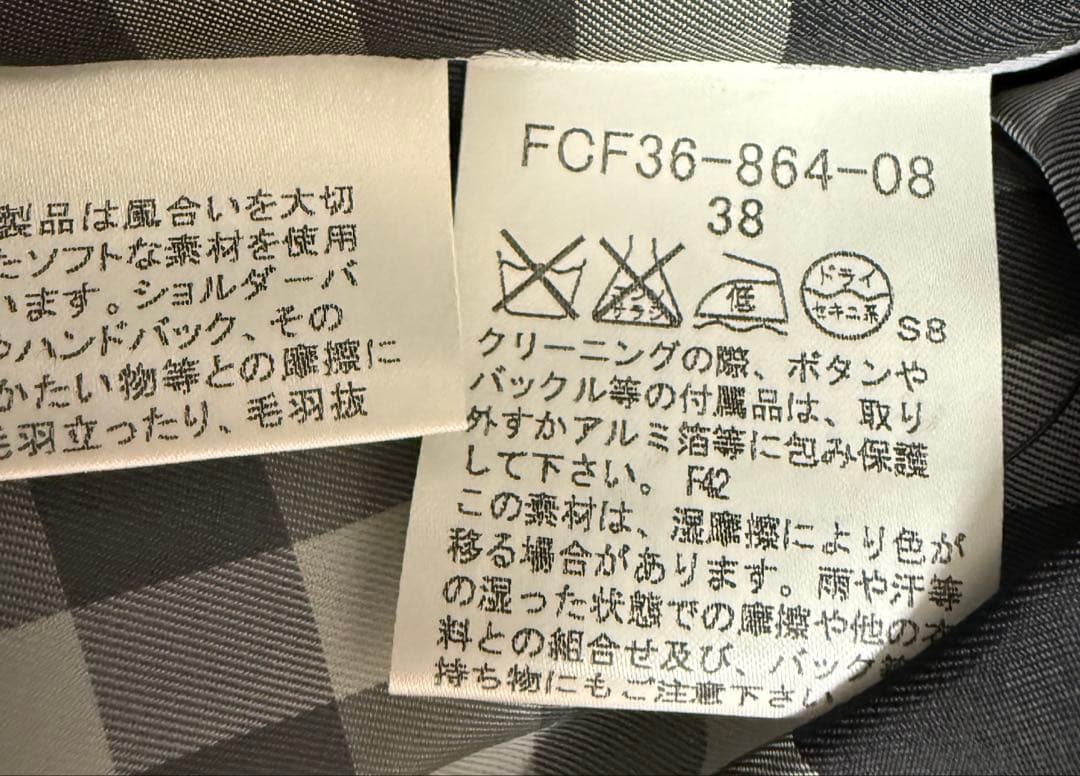 製品は風合いを大切
たソフトな素材を使用
います。ショルダーバ
やハンドバック、その
かたい物等との摩擦に
毛羽立ったり、毛羽抜
FCF36-864-08
38
エンソ
サラシ
低
ドライ
セキユ系
S8
クリーニングの際、ボタンや
バックル等の付属品は、取り
外すかアルミ箔等に包み保護
して下さい。 F42
この素材は、湿摩擦により色が
移る場合があります。雨や汗等
の湿った状態での摩擦や他の衣
料との組合せ及び、バック等
持ち物にもご注意下さい